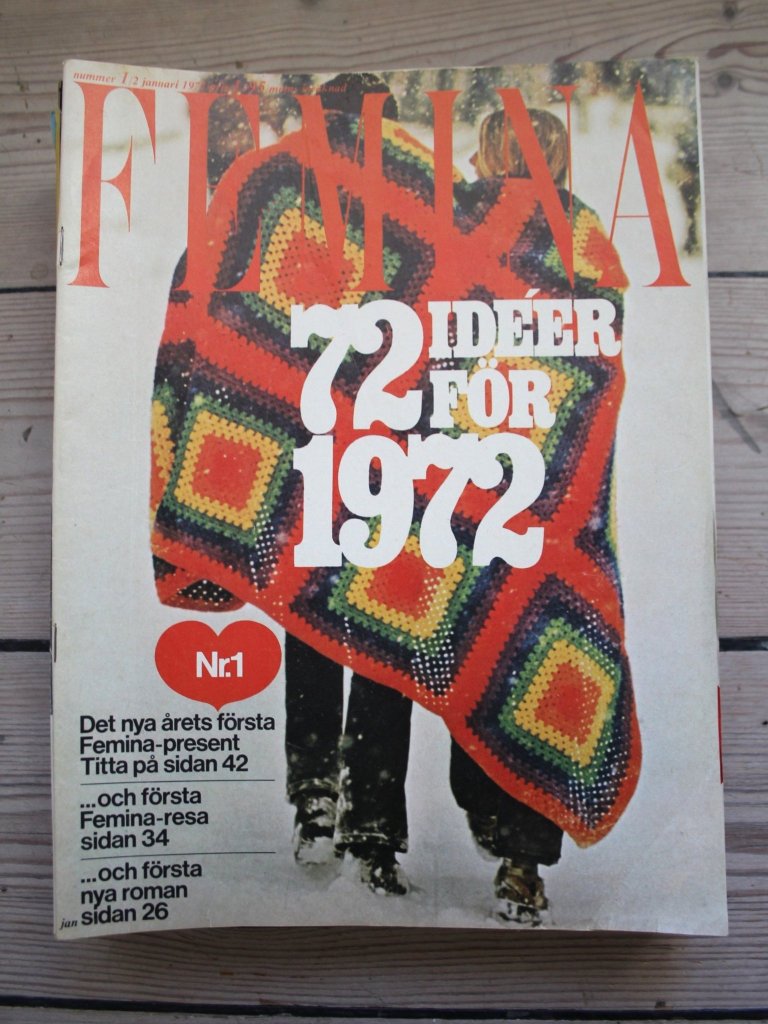 nummer 1/2 januari 197
FEMINA
72 IDÉER
FÖR
1972
Nr.1
Det nya årets första
Femina-present
Titta på sidan 42
...och första
Femina-resa
sidan 34
...och första
nya roman
sidan 26
jan